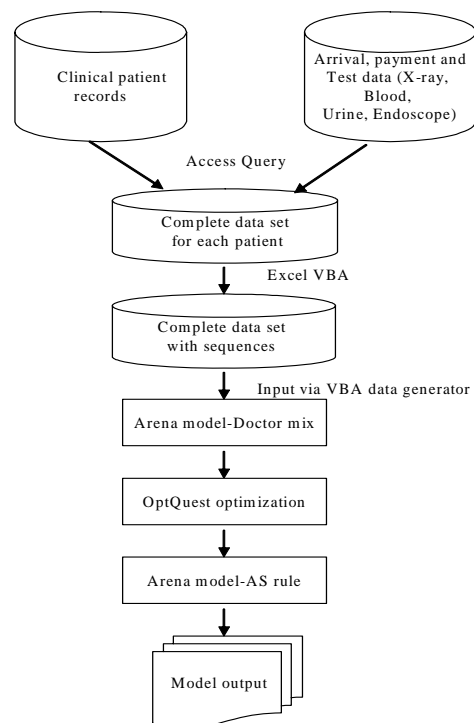 Clinical patient
records
Arrival, payment and
Test data (X-ray,
Blood,
Urine, Endoscope)
Access Query
Complete data set
for each patient
Excel VBA
Complete data set
with sequences
Input via VBA data generator
Arena model-Doctor mix
OptQuest optimization
Arena model-AS rule
Model output